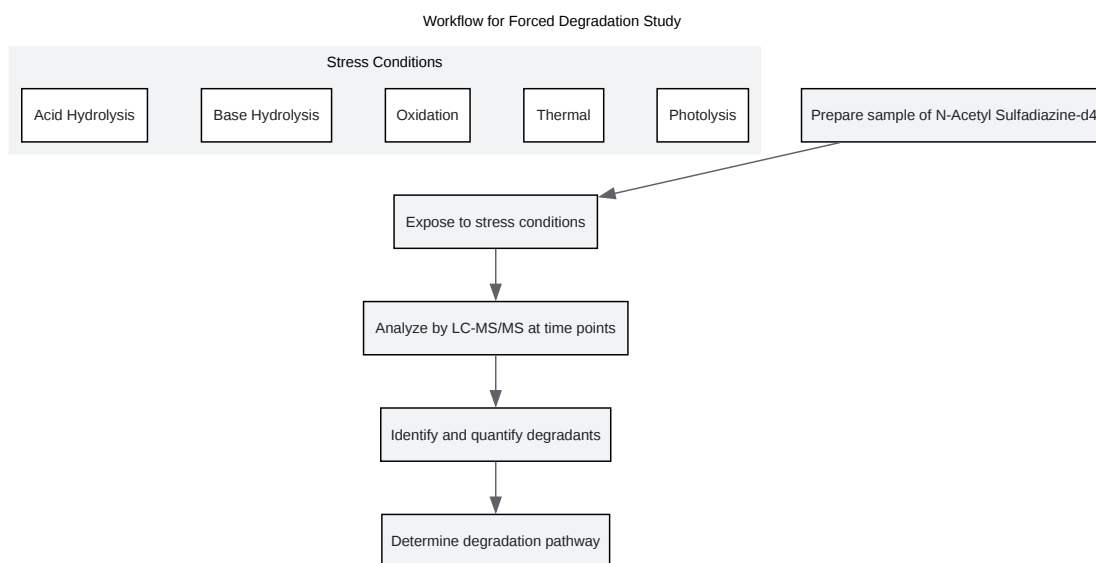 Workflow for Forced Degradation Study
Stress Conditions
Acid Hydrolysis
Base Hydrolysis
Oxidation
Thermal
Photolysis
Prepare sample of N-Acetyl Sulfadiazine-d4
Expose to stress conditions
Analyze by LC-MS/MS at time points
Identify and quantify degradants
Determine degradation pathway